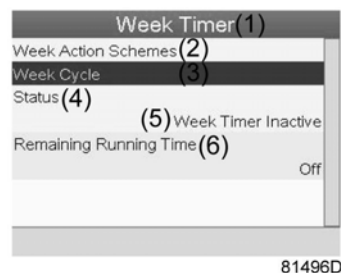 Week Timer(1)
Week Action Schemes(2)
Week Cycle (3)
Status(4)
(5) Week Timer Inactive
Remaining Running Time(6)
Off
81496D